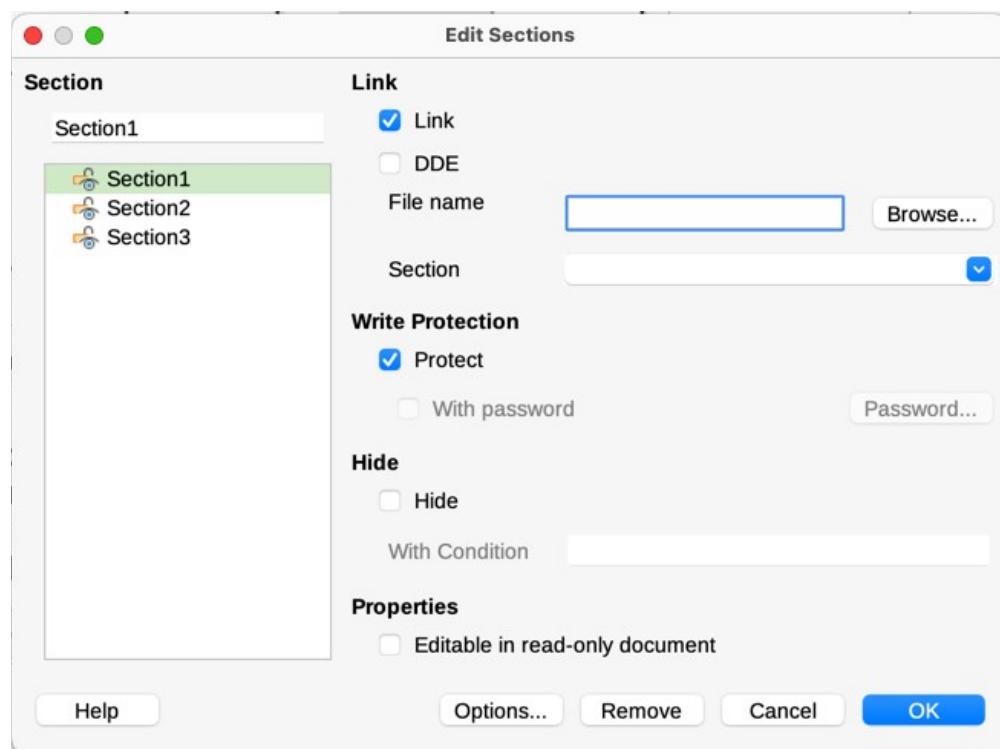 Edit Sections
Section
Section1
Section1
Section2
Section3
Link
Link
DDE
File name
Browse...
Section
Write Protection
Protect
With password
Password...
Hide
Hide
With Condition
Properties
Editable in read-only document
Help
Options...
Remove
Cancel
OK